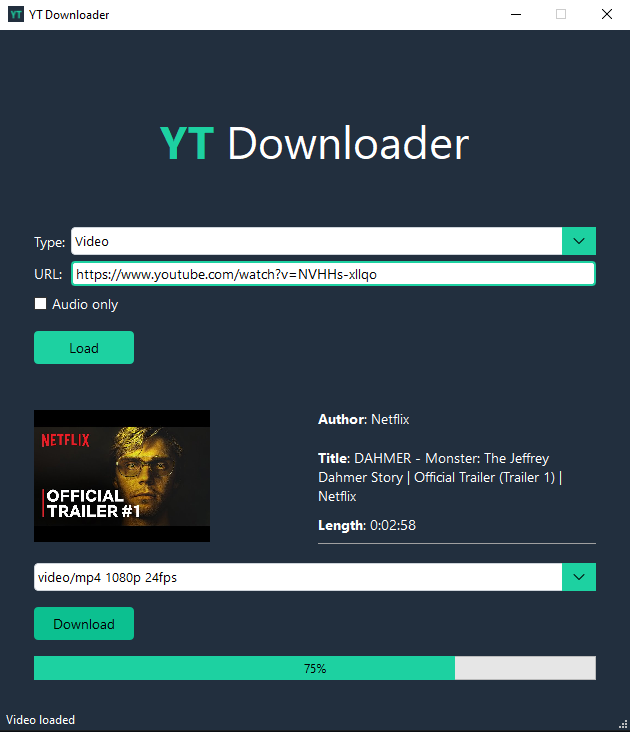 YT Downloader
YT Downloader
Type: Video
URL: https://www.youtube.com/watch?v=NVHHs-xllqo
Audio only
Load
NETFLIX
OFFICIAL
TRAILER #1
Author: Netflix
Title: DAHMER - Monster: The Jeffrey
Dahmer Story | Official Trailer (Trailer 1) |
Netflix
Length: 0:02:58
video/mp4 1080p 24fps
Download
75%
Video loaded